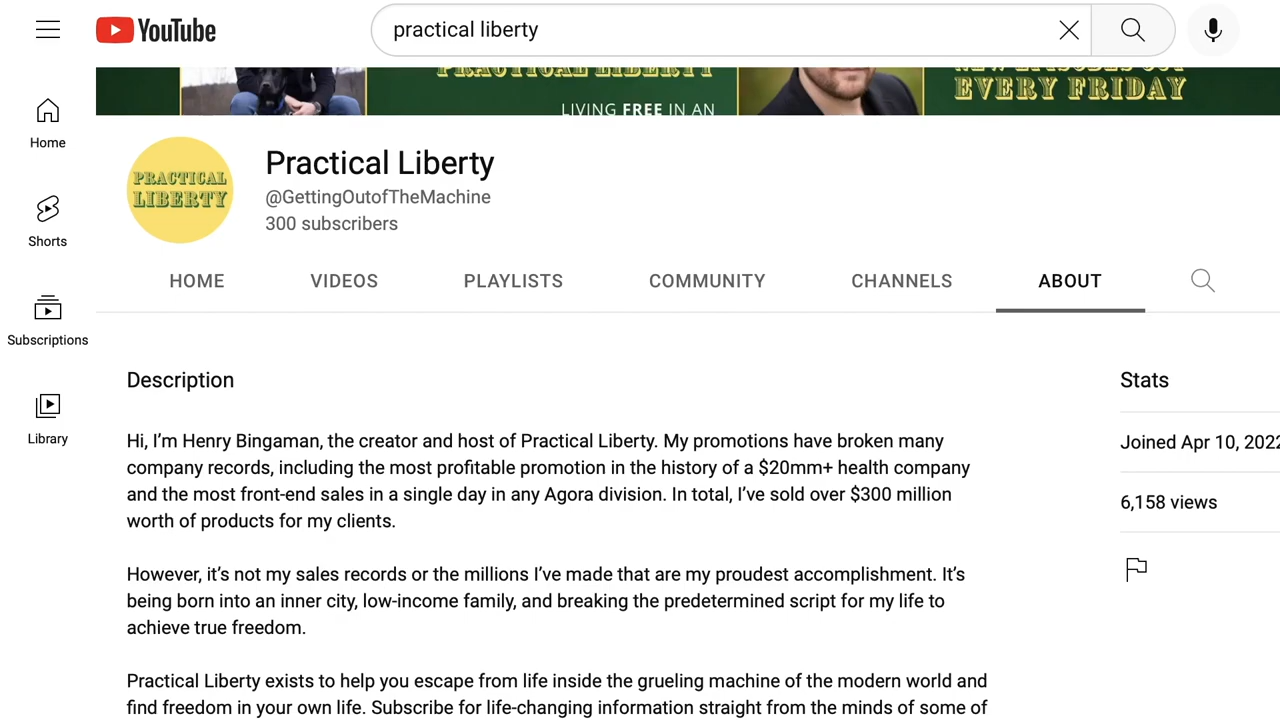 YouTube
practical liberty
PRACTICAL LIBERTY
NEW EPISODES OUT
EVERY FRIDAY
LIVING FREE IN AN
Home
PRACTICAL
LIBERTY
Practical Liberty
@GettingOutofTheMachine
300 subscribers
Shorts
HOME VIDEOS PLAYLISTS COMMUNITY CHANNELS ABOUT
Subscriptions
Library
Description
Hi, I’m Henry Bingaman, the creator and host of Practical Liberty. My promotions have broken many
company records, including the most profitable promotion in the history of a $20mm+ health company
and the most front-end sales in a single day in any Agora division. In total, I’ve sold over $300 million
worth of products for my clients.
However, it’s not my sales records or the millions I’ve made that are my proudest accomplishment. It’s
being born into an inner city, low-income family, and breaking the predetermined script for my life to
achieve true freedom.
Practical Liberty exists to help you escape from life inside the grueling machine of the modern world and
find freedom in your own life. Subscribe for life-changing information straight from the minds of some of
Stats
Joined Apr 10, 2022
6,158 views